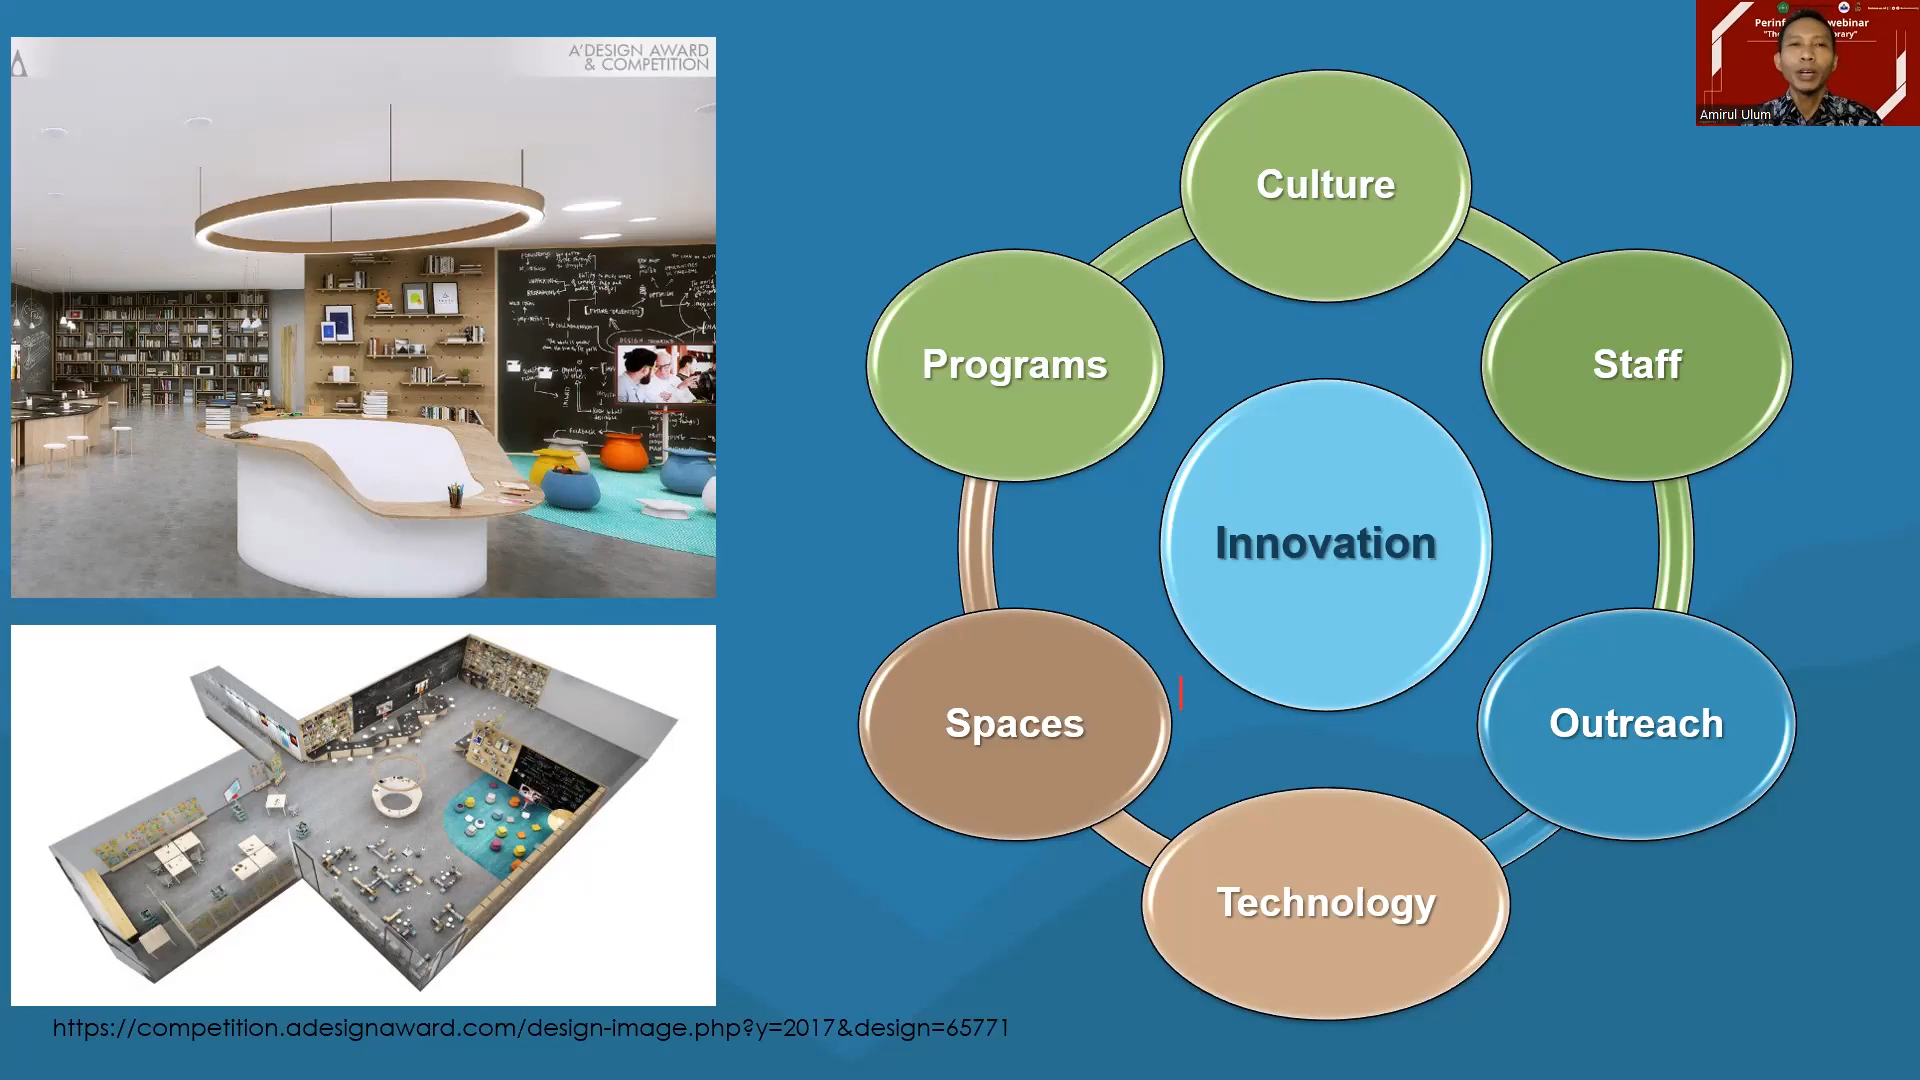 A'DESIGN AWARD
& COMPETITION
Culture
Programs
Staff
Innovation
Spaces
Outreach
Technology
https://competition.adesignaward.com/design-image.php?y=2017&design=65771
webinar
Amirul Ulum